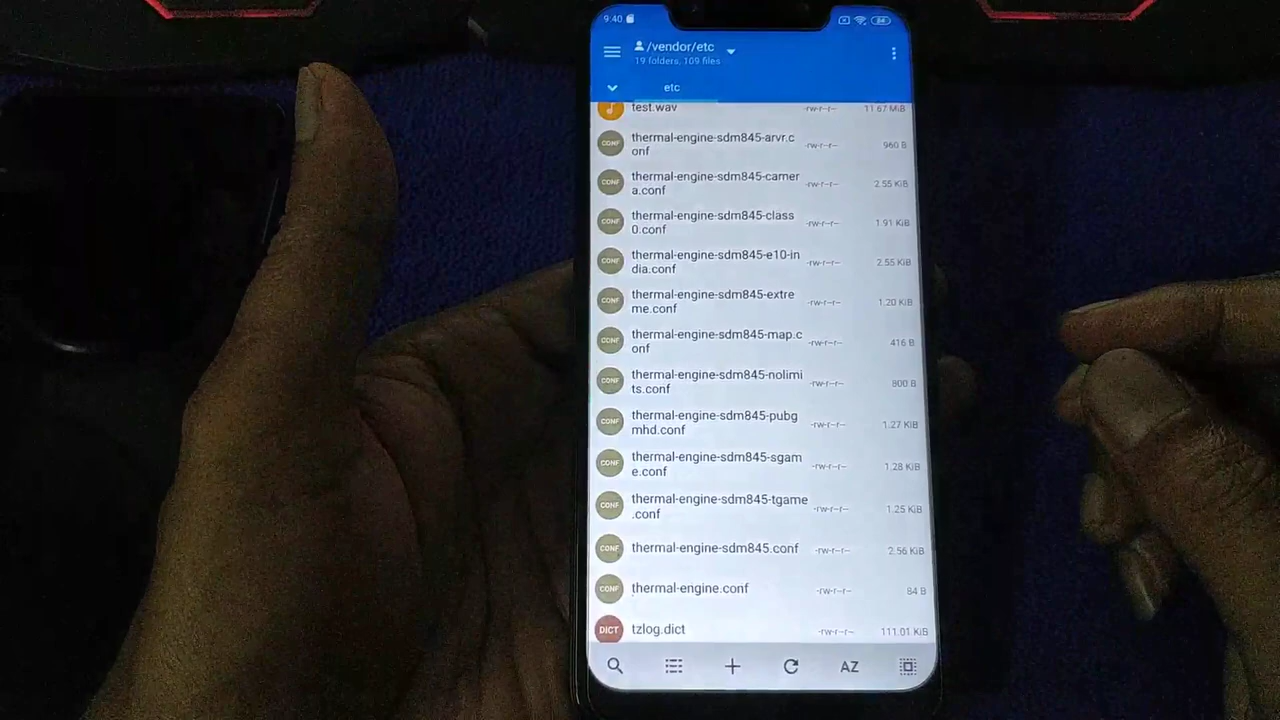 9:40
84
/vendor/etc
19 folders, 169 files
etc
test.wav -rw-r--r-- 11.67 MiB
CONF thermal-engine-sdm845-arvr.c -rw-r--r-- 960 B
onf
CONF thermal-engine-sdm845-camer -rw-r--r-- 2.55 KiB
a.conf
CONF thermal-engine-sdm845-class -rw-r--r-- 1.91 KiB
0.conf
CONF thermal-engine-sdm845-e10-in -rw-r--r-- 2.55 KiB
dia.conf
CONF thermal-engine-sdm845-extre -rw-r--r-- 1.20 KiB
me.conf
CONF thermal-engine-sdm845-map.c -rw-r--r-- 416 B
onf
CONF thermal-engine-sdm845-nolimi -rw-r--r-- 800 B
ts.conf
CONF thermal-engine-sdm845-pubg -rw-r--r-- 1.27 KiB
mhd.conf
CONF thermal-engine-sdm845-sgam -rw-r--r-- 1.28 KiB
e.conf
CONF thermal-engine-sdm845-tgame -rw-r--r-- 1.25 KiB
.conf
CONF thermal-engine-sdm845.conf -rw-r--r-- 2.56 KiB
CONF thermal-engine.conf -rw-r--r-- 84 B
DICT tzlog.dict -rw-r--r-- 111.01 KiB
AZ